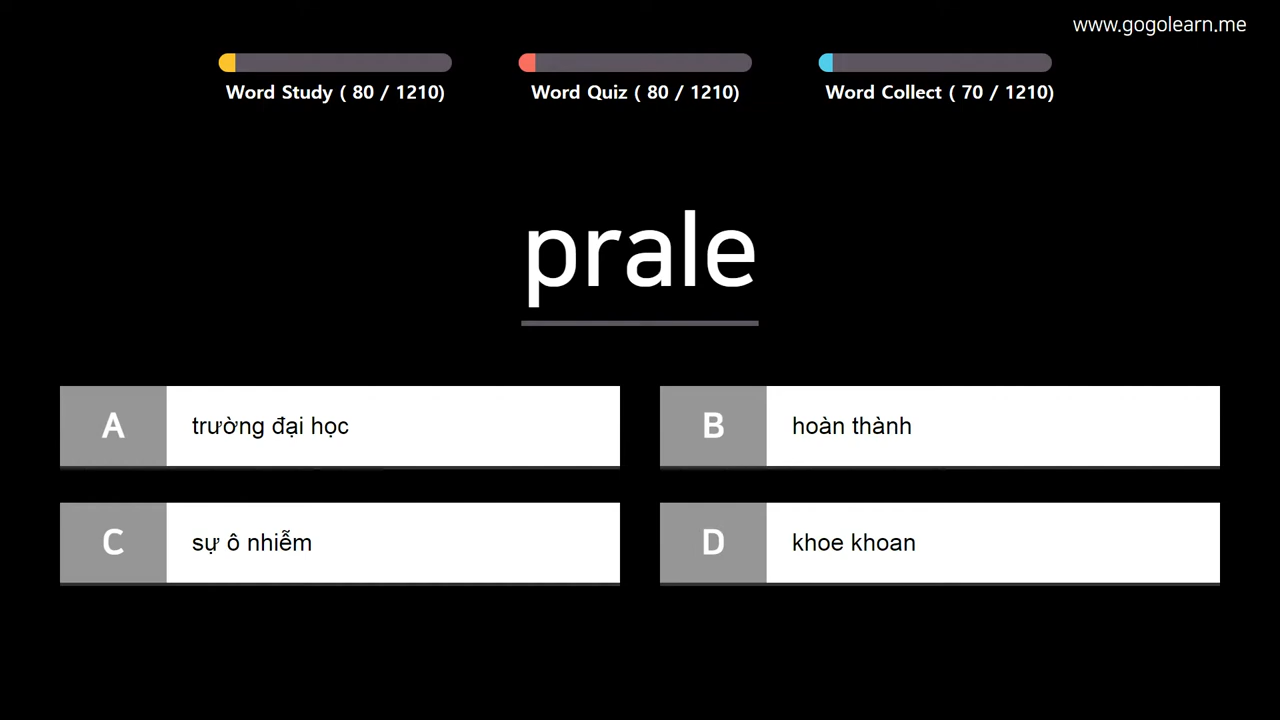 www.gogolearn.me
Word Study ( 80 / 1210)
Word Quiz ( 80 / 1210)
Word Collect ( 70 / 1210)
prale
A trường đại học
B hoàn thành
C sự ô nhiễm
D khoe khoan